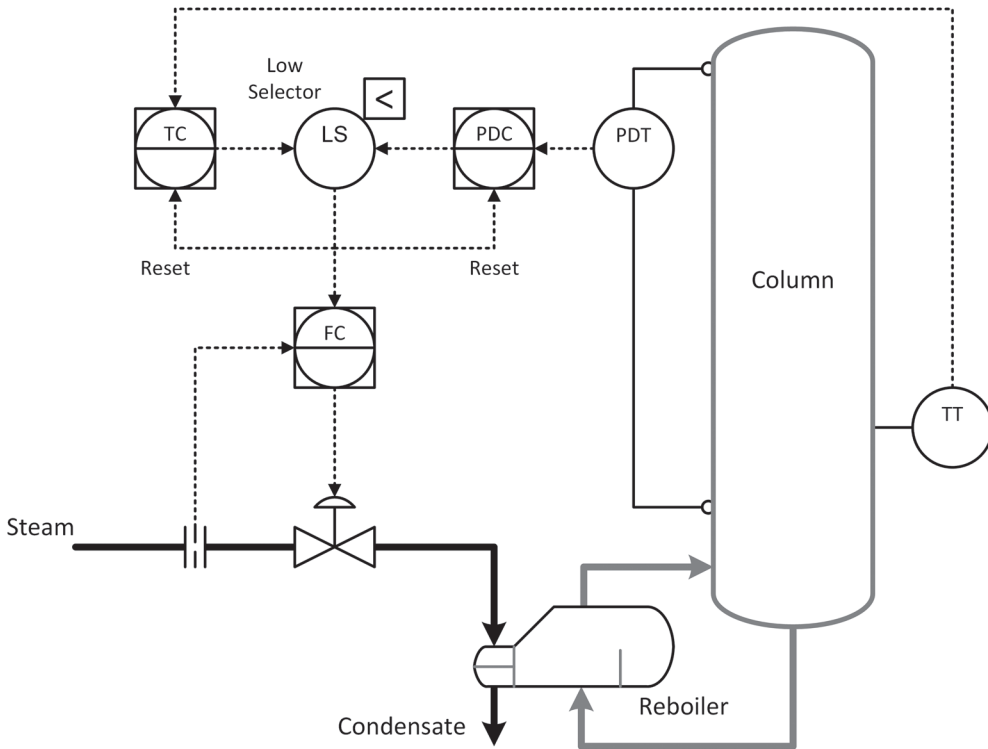 Low
Selector
<
TC
LS
PDC
PDT
Reset
Reset
Column
FC
TT
Steam
Reboiler
Condensate